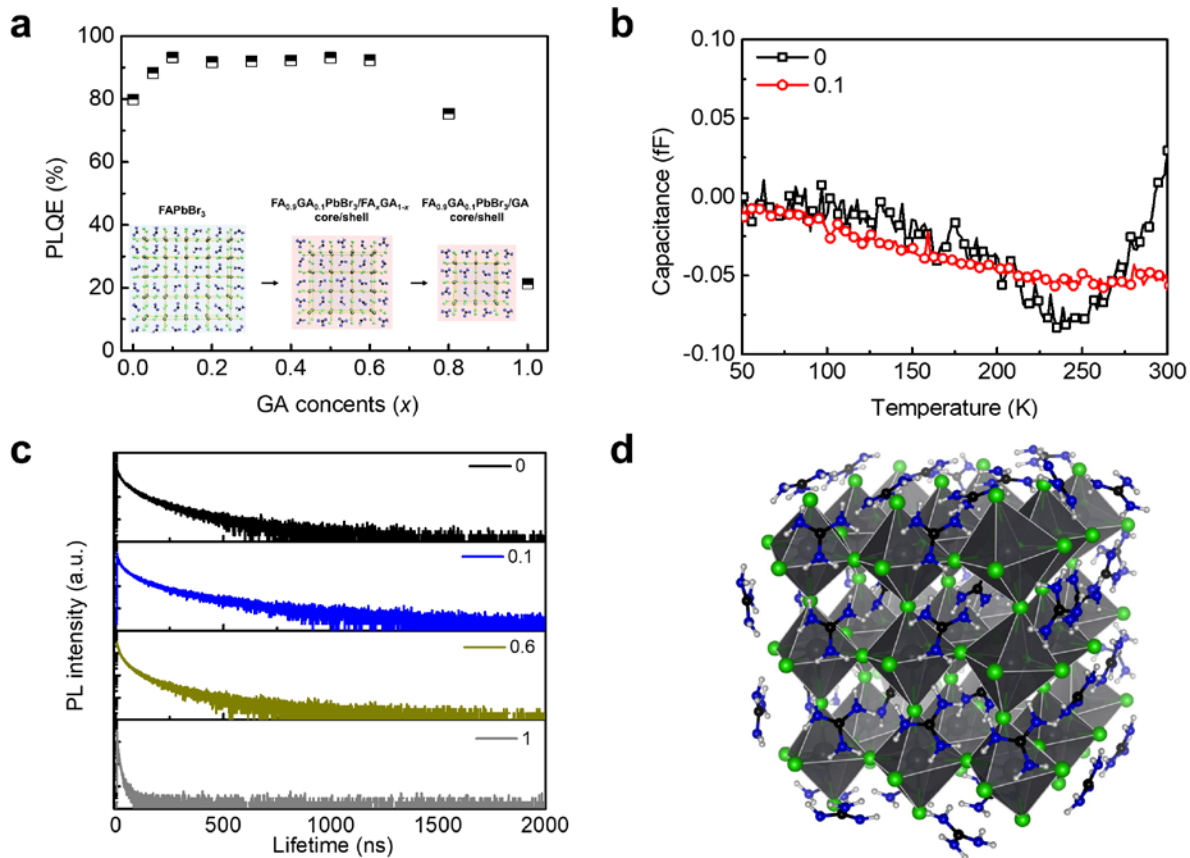 a
PLQE (%)
100
80
60
40
20
0
0.0 0.2 0.4 0.6 0.8 1.0
GA concents (x)
FAPbBr3
FA0.9GA0.1PbBr3/FAxGA1-x
core/shell
FA0.9GA0.1PbBr3/GA
core/shell
b
Capacitance (fF)
0.10
0.05
0.00
-0.05
-0.10
0
0.1
50 100 150 200 250 300
Temperature (K)
c
PL intensity (a.u.)
0
0.1
0.6
1
0 500 1000 1500 2000
Lifetime (ns)
d